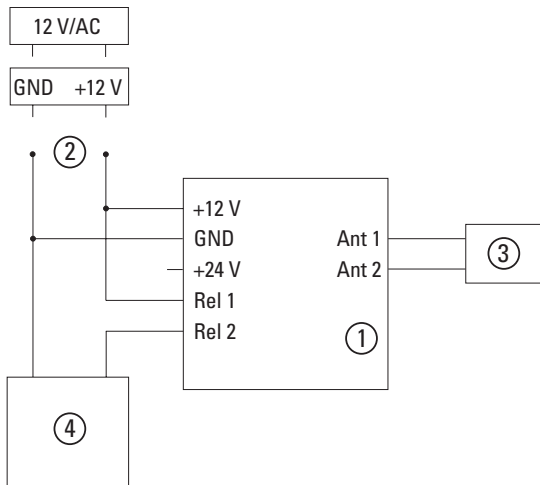 12 V/AC
GND +12 V
②
+12 V
GND Ant 1
③
+24 V Ant 2
Rel 1
Rel 2 ①
④